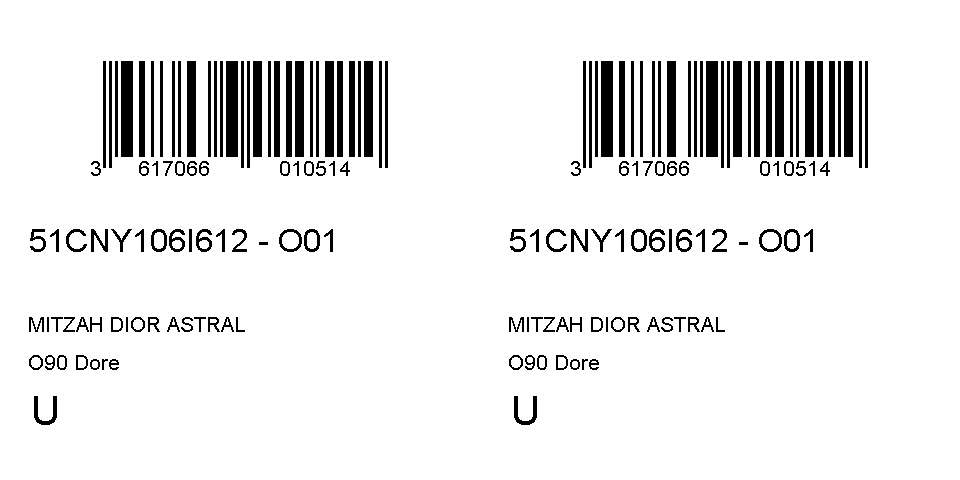 3 617066 010514
51CNY106I612 - O01
MITZAH DIOR ASTRAL
O90 Dore
U
3 617066 010514
51CNY106I612 - O01
MITZAH DIOR ASTRAL
O90 Dore
U